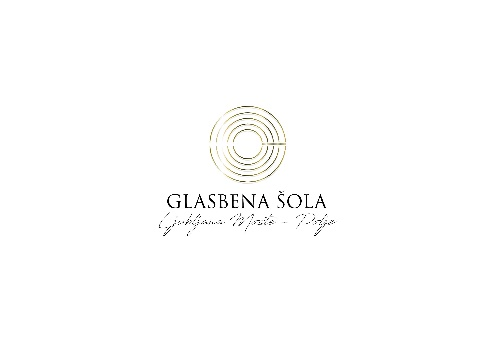 GLASBENA ŠOLA
Ljubljana Moste - Polje